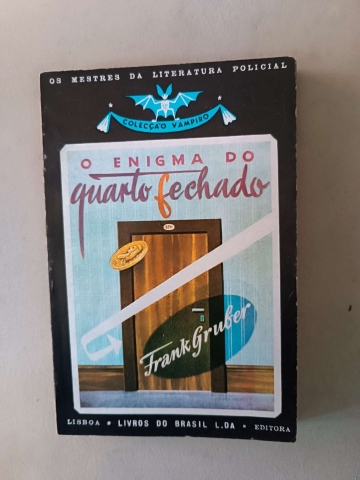 OS MESTRES DA LITERATURA POLICIAL
COLECÇÃO VAMPIRO
O ENIGMA DO
quarto fechado
Frank Gruber
LISBOA * LIVROS DO BRASIL L.DA * EDITORA